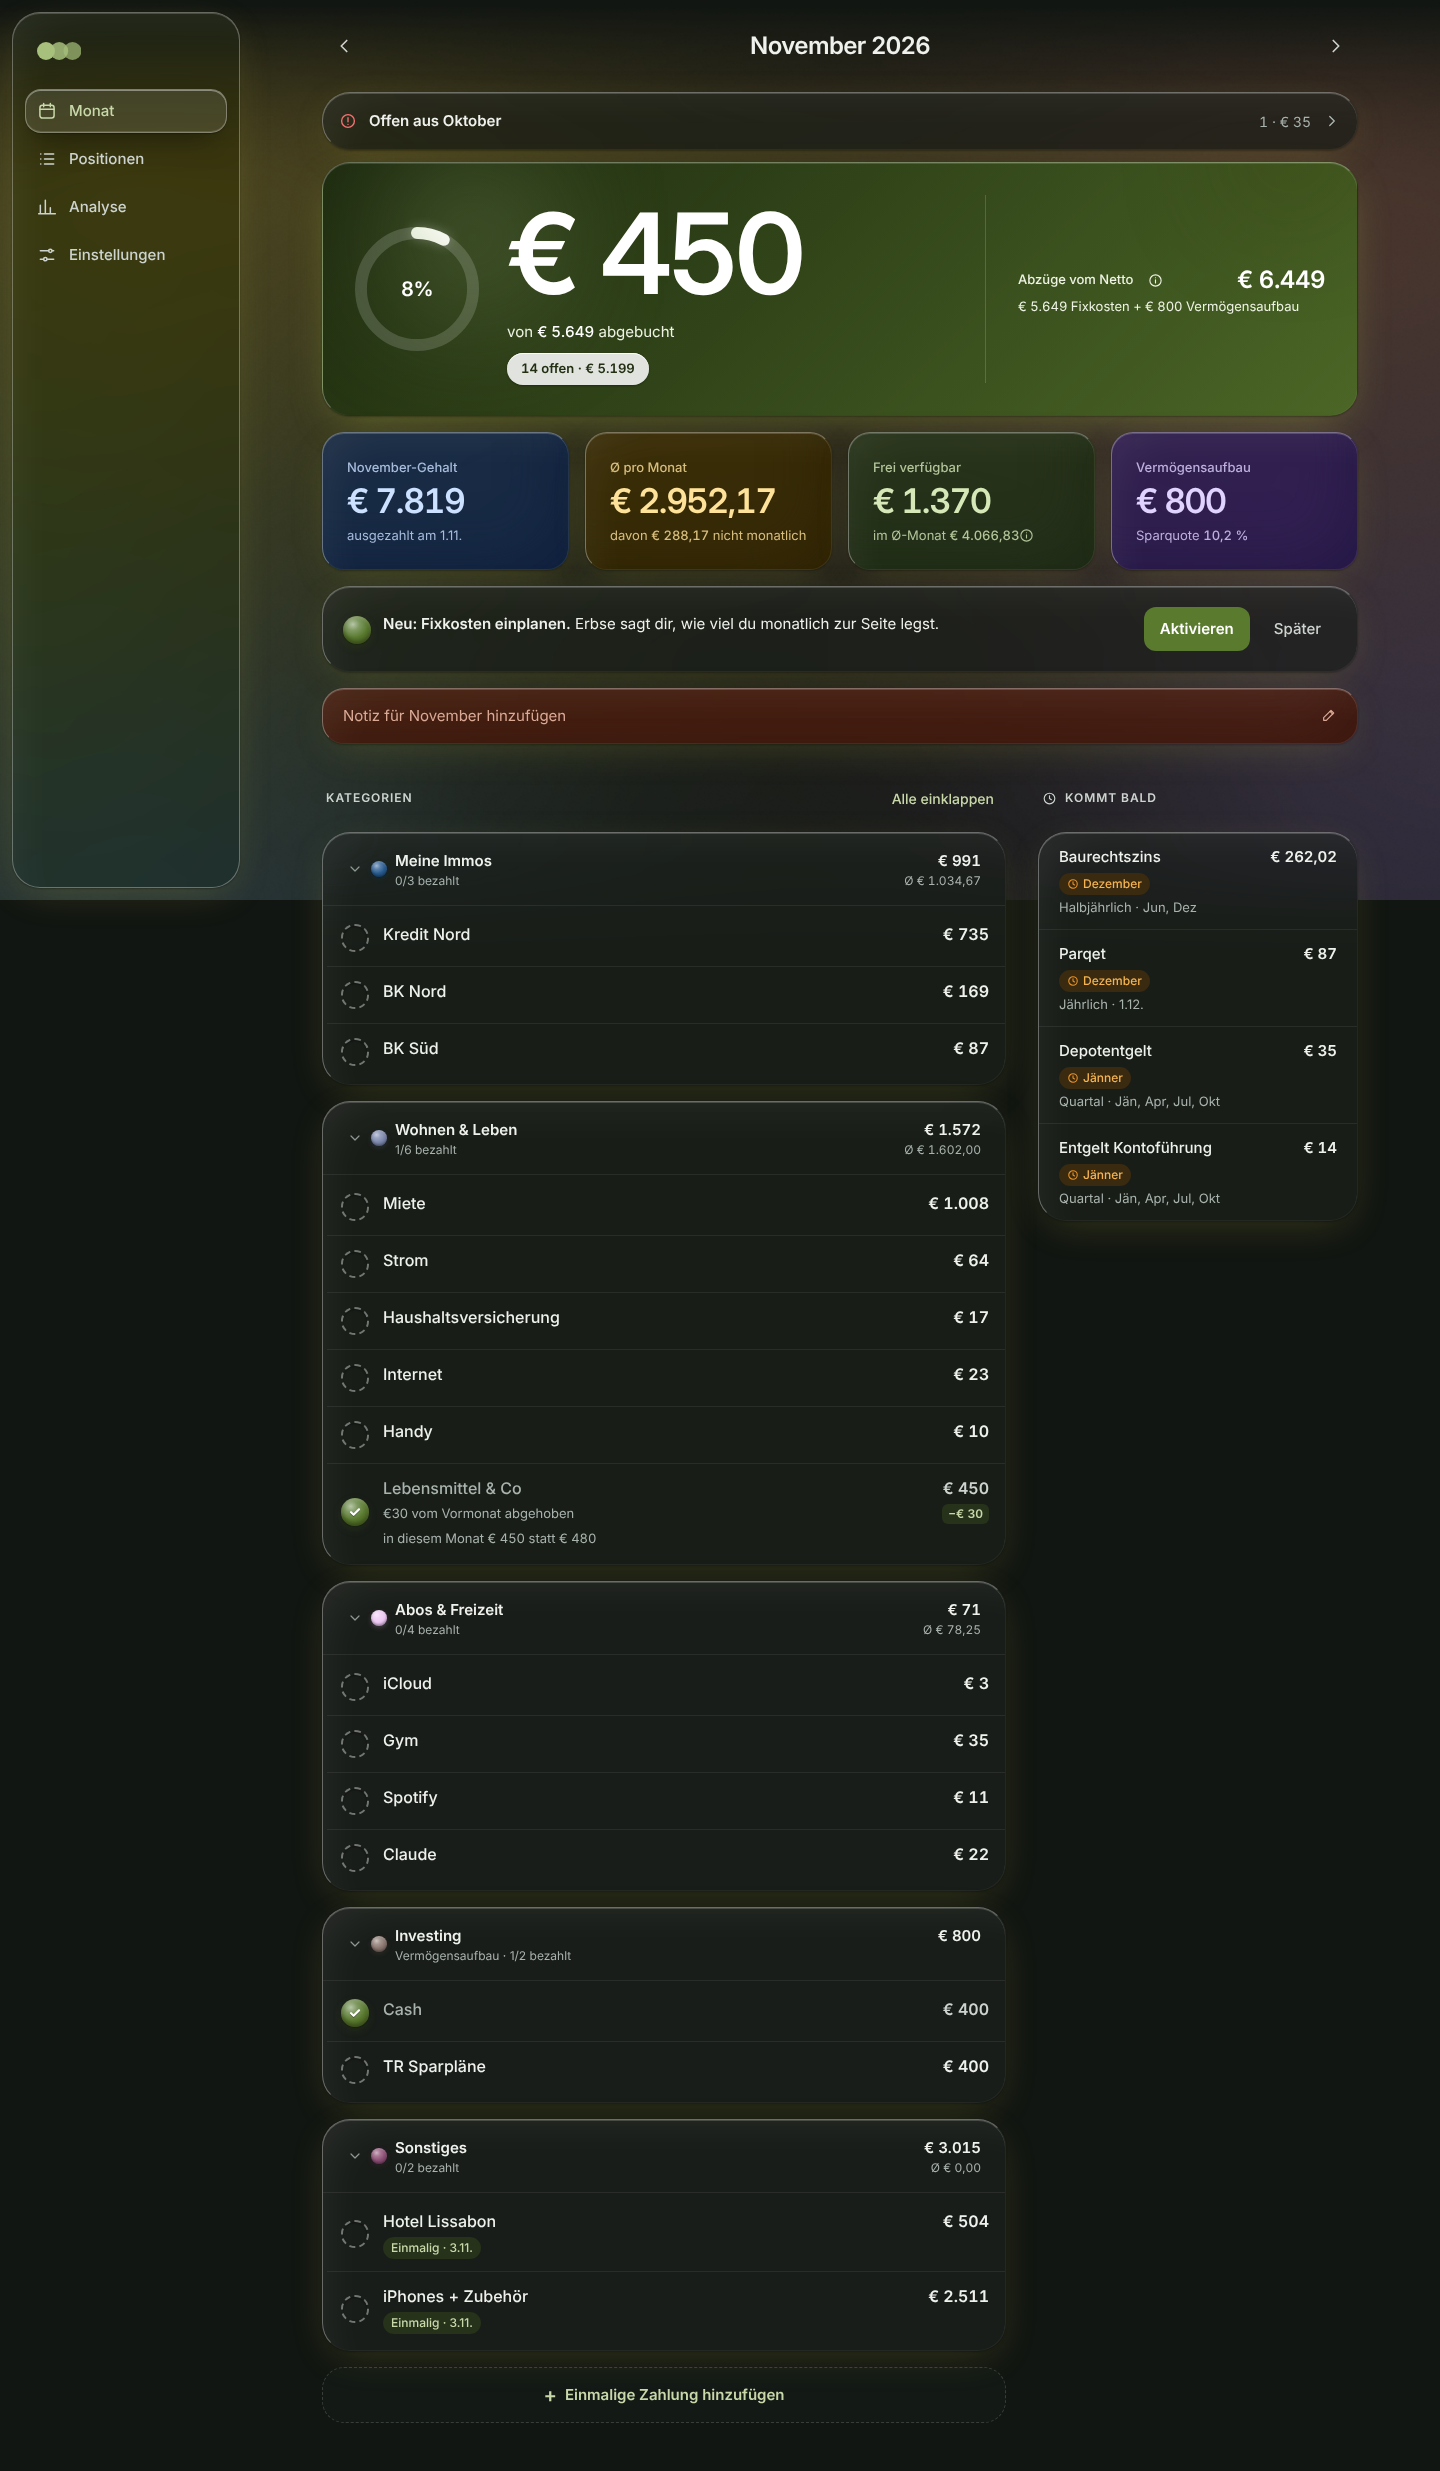 November 2026
Monat
Positionen
Analyse
Einstellungen
Offen aus Oktober
1 · € 35
8%
€ 450
von € 5.649 abgebucht
14 offen · € 5.199
Abzüge vom Netto
€ 6.449
€ 5.649 Fixkosten + € 800 Vermögensaufbau
November-Gehalt
€ 7.819
ausgezahlt am 1.11.
Ø pro Monat
€ 2.952,17
davon € 288,17 nicht monatlich
Frei verfügbar
€ 1.370
im Ø-Monat € 4.066,83
Vermögensaufbau
€ 800
Sparquote 10,2 %
Neu: Fixkosten einplanen. Erbse sagt dir, wie viel du monatlich zur Seite legst.
Aktivieren
Später
Notiz für November hinzufügen
KATEGORIEN
Alle einklappen
Meine Immos
€ 991
0/3 bezahlt
Ø € 1.034,67
Kredit Nord
€ 735
BK Nord
€ 169
BK Süd
€ 87
Wohnen & Leben
€ 1.572
1/6 bezahlt
Ø € 1.602,00
Miete
€ 1.008
Strom
€ 64
Haushaltsversicherung
€ 17
Internet
€ 23
Handy
€ 10
Lebensmittel & Co
€ 450
€30 vom Vormonat abgehoben
−€ 30
in diesem Monat € 450 statt € 480
Abos & Freizeit
€ 71
0/4 bezahlt
Ø € 78,25
iCloud
€ 3
Gym
€ 35
Spotify
€ 11
Claude
€ 22
Investing
€ 800
Vermögensaufbau · 1/2 bezahlt
Cash
€ 400
TR Sparpläne
€ 400
Sonstiges
€ 3.015
0/2 bezahlt
Ø € 0,00
Hotel Lissabon
€ 504
Einmalig · 3.11.
iPhones + Zubehör
€ 2.511
Einmalig · 3.11.
+ Einmalige Zahlung hinzufügen
KOMMT BALD
Baurechtszins
€ 262,02
Dezember
Halbjährlich · Jun, Dez
Parqet
€ 87
Dezember
Jährlich · 1.12.
Depotentgelt
€ 35
Jänner
Quartal · Jän, Apr, Jul, Okt
Entgelt Kontoführung
€ 14
Jänner
Quartal · Jän, Apr, Jul, Okt